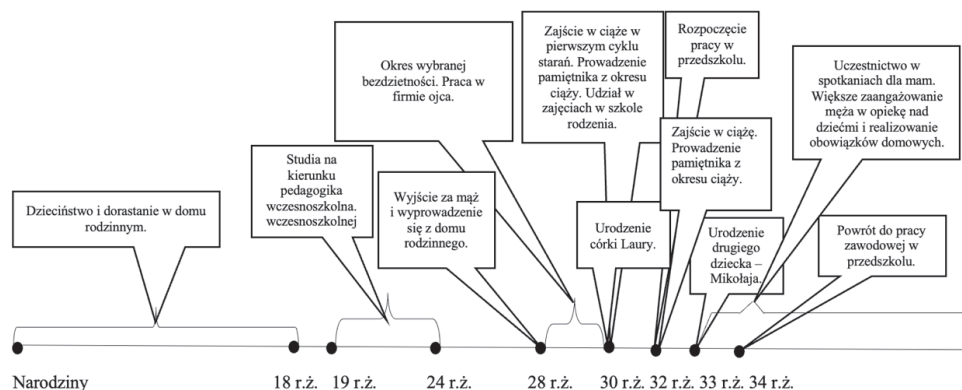 Dzieciństwo i dorastanie w domu
rodzinnym.
Studia na
kierunku
pedagogika
wczesnoszkolna.
wczesnoszkolnej
Okres wybranej
bezdzietności. Praca w
firmie ojca.
Wyjście za mąż
i wyprowadzenie
się z domu
rodzinnego.
Zajście w ciąże w
pierwszym cyklu
starań. Prowadzenie
pamiętnika z okresu
ciąży. Udział w
zajęciach w szkole
rodzenia.
Urodzenie
córki Laury.
Rozpoczęcie
pracy w
przedszkolu.
Zajście w ciążę.
Prowadzenie
pamiętnika z
okresu ciąży.
Urodzenie
drugiego
dziecka –
Mikołaja.
Uczestnictwo w
spotkaniach dla mam.
Większe zaangażowanie
męża w opiekę nad
dziećmi i realizowanie
obowiązków domowych.
Powrót do pracy
zawodowej w
przedszkolu.
Narodziny 18 r.ż. 19 r.ż. 24 r.ż. 28 r.ż. 30 r.ż. 32 r.ż. 33 r.ż. 34 r.ż.